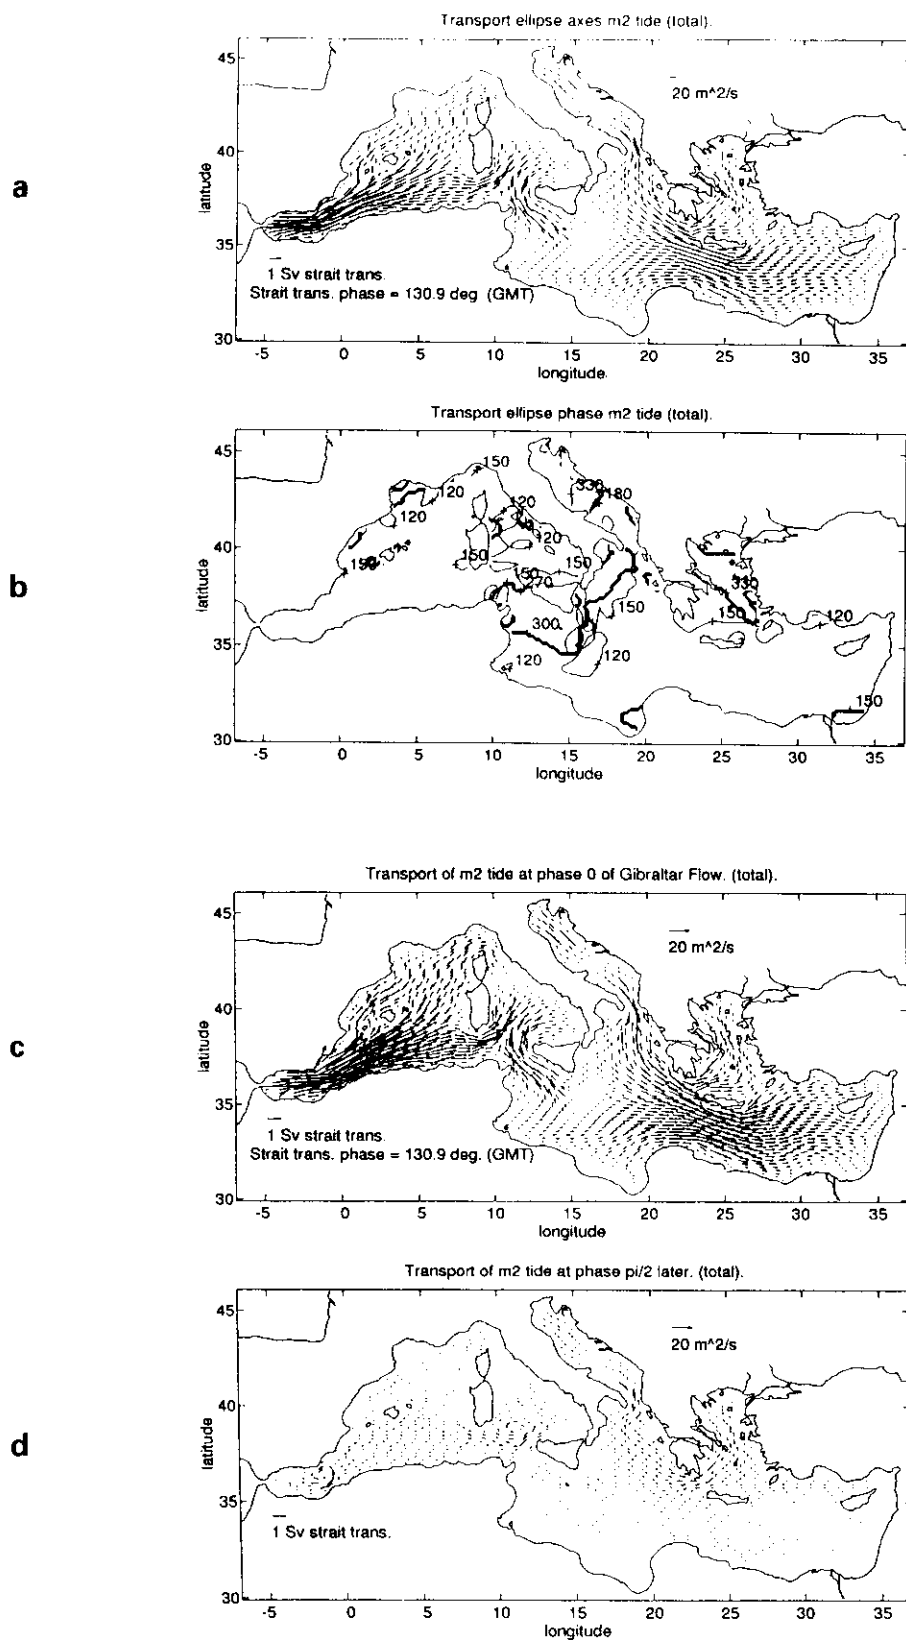 a
Transport ellipse axes m2 tide (total).
45
40
35
30
latitude
20 m^2/s
1 Sv strait trans.
Strait trans. phase = 130.9 deg. (GMT)
-5 0 5 10 15 20 25 30 35
longitude
b
Transport ellipse phase m2 tide (total).
45
40
35
30
latitude
150
120
120
150
120
120
150
150
150
270
300
120
120
150
330
180
330
150
120
150
-5 0 5 10 15 20 25 30 35
longitude
c
Transport of m2 tide at phase 0 of Gibraltar Flow. (total).
45
40
35
30
latitude
20 m^2/s
1 Sv strait trans.
Strait trans. phase = 130.9 deg. (GMT)
-5 0 5 10 15 20 25 30 35
longitude
d
Transport of m2 tide at phase pi/2 later. (total).
45
40
35
30
latitude
20 m^2/s
1 Sv strait trans.
-5 0 5 10 15 20 25 30 35
longitude